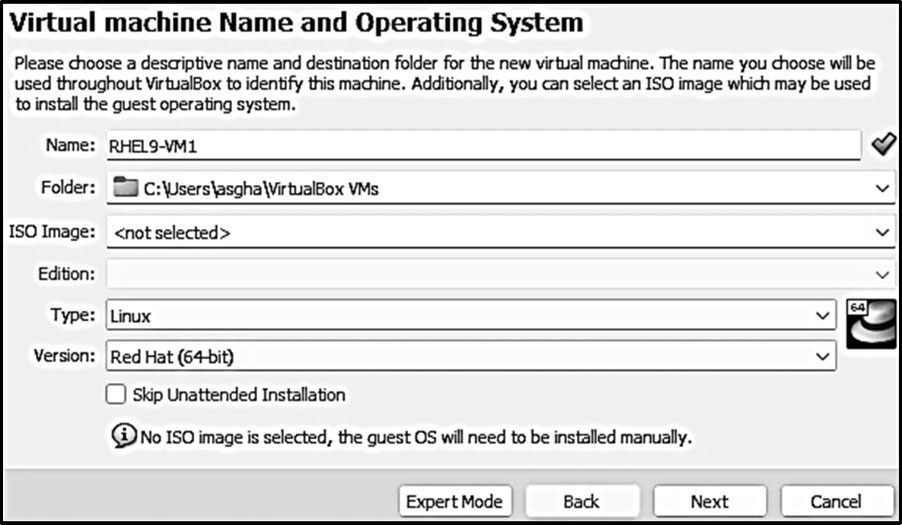 Virtual machine Name and Operating System
Please choose a descriptive name and destination folder for the new virtual machine. The name you choose will be
used throughout VirtualBox to identify this machine. Additionally, you can select an ISO image which may be used
to install the guest operating system.
Name: RHEL9-VM1
Folder: C:\Users\asgha\VirtualBox VMs
ISO Image: <not selected>
Edition:
Type: Linux
64
Version: Red Hat (64-bit)
Skip Unattended Installation
No ISO image is selected, the guest OS will need to be installed manually.
Expert Mode Back Next Cancel